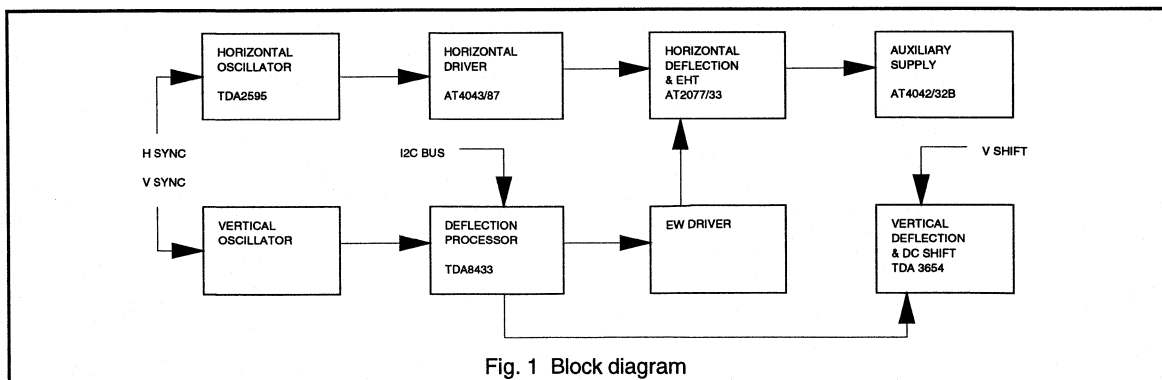 HORIZONTAL
OSCILLATOR
TDA2595
HORIZONTAL
DRIVER
AT4043/87
HORIZONTAL
DEFLECTION
& EHT
AT2077/33
AUXILIARY
SUPPLY
AT4042/32B
H SYNC
V SYNC
I2C BUS
V SHIFT
VERTICAL
OSCILLATOR
DEFLECTION
PROCESSOR
TDA8433
EW DRIVER
VERTICAL
DEFLECTION
& DC SHIFT
TDA 3654
Fig. 1 Block diagram